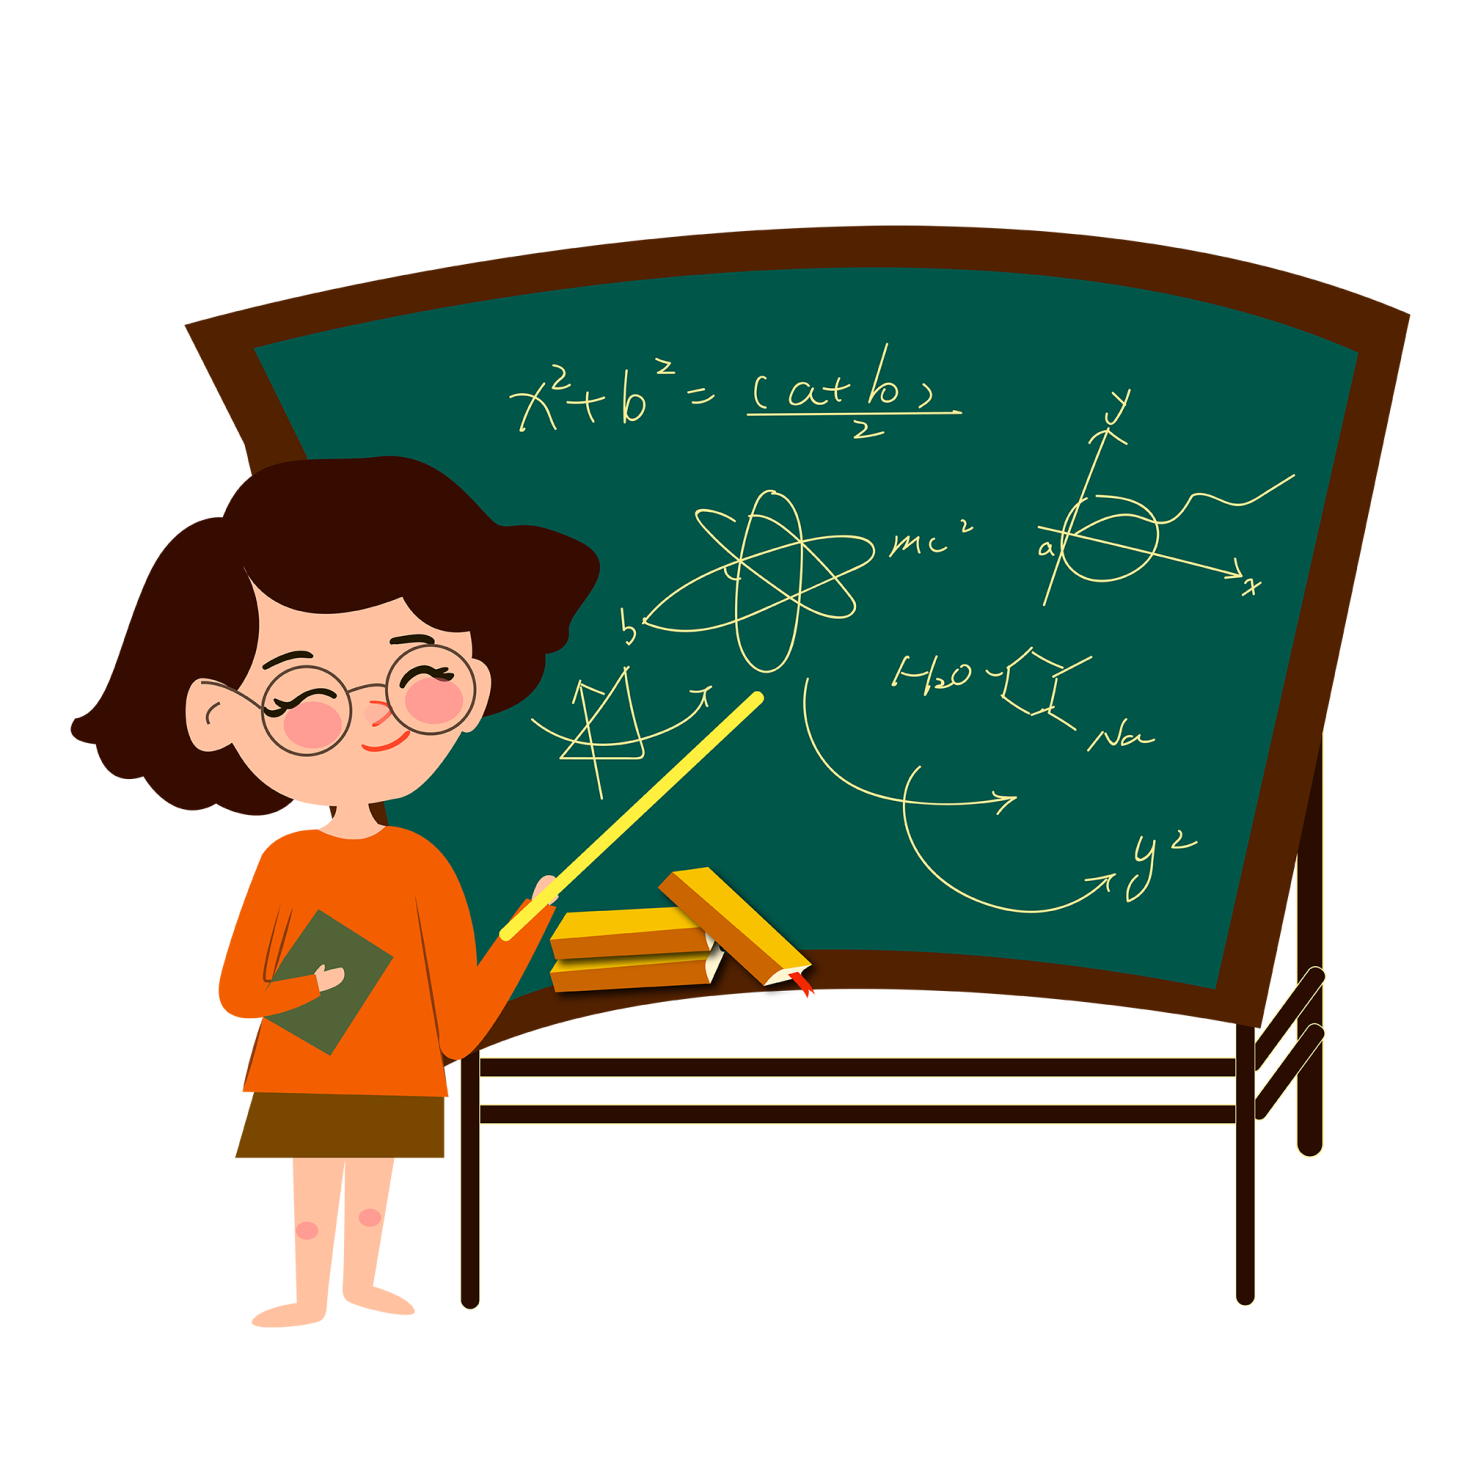 x² + b² = (a+b)/2
y
mc²
a
x
b
H₂O
Na
y²